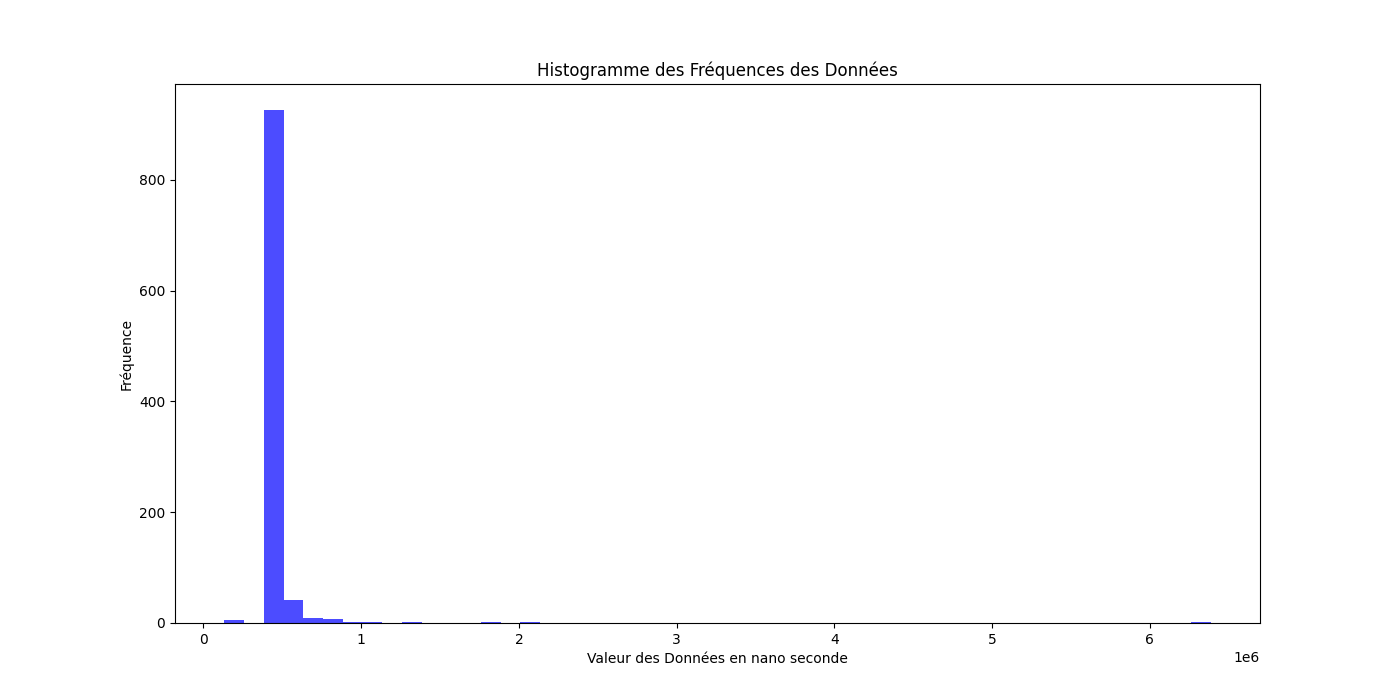 Histogramme des Fréquences des Données
Fréquence
800
600
400
200
0
0 1 2 3 4 5 6
1e6
Valeur des Données en nano seconde